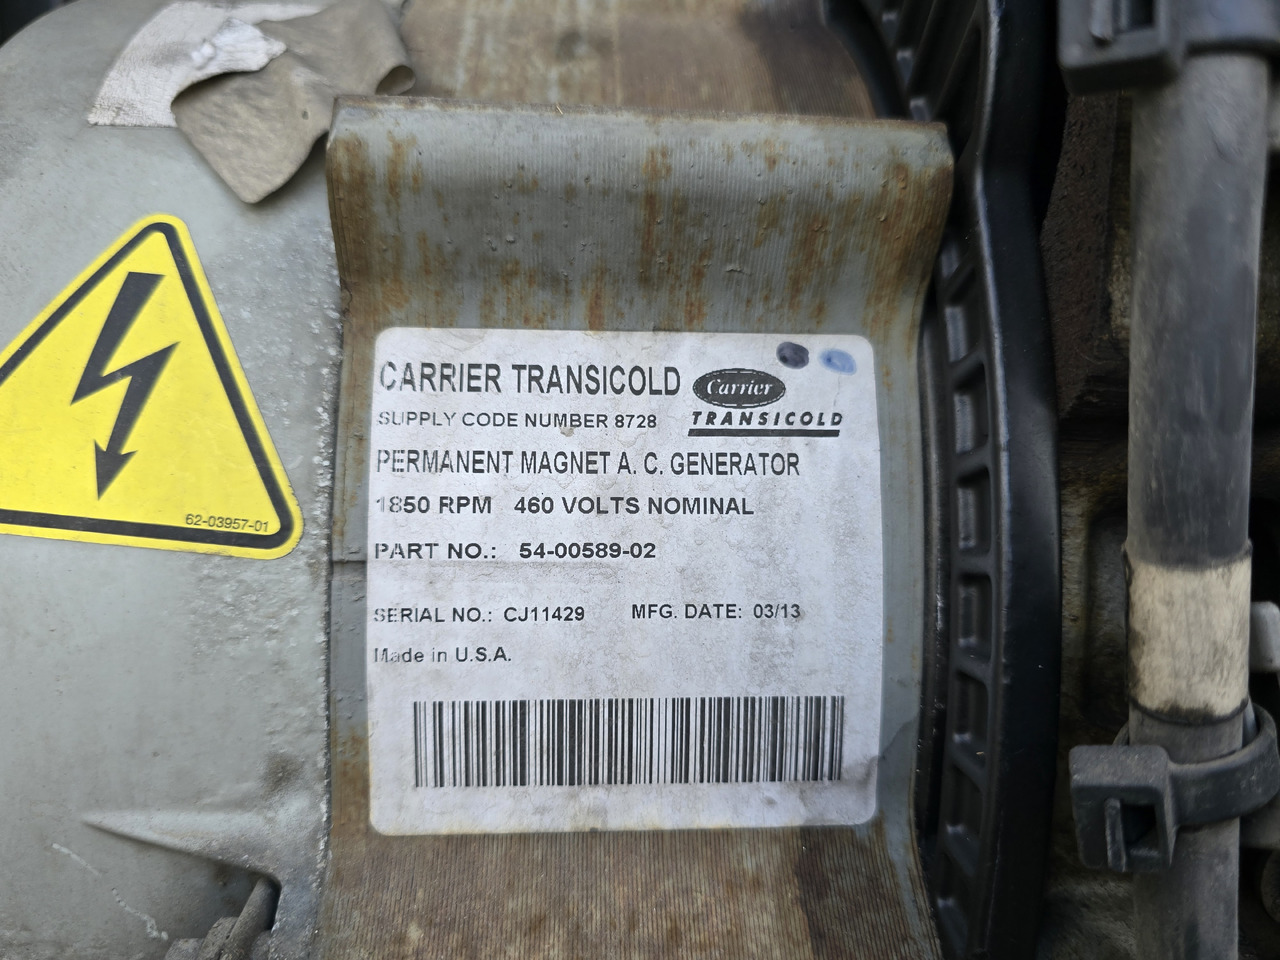 CARRIER TRANSICOLD
Carrier
TRANSICOLD
SUPPLY CODE NUMBER 8728
PERMANENT MAGNET A. C. GENERATOR
1850 RPM 460 VOLTS NOMINAL
PART NO.: 54-00589-02
SERIAL NO.: CJ11429 MFG. DATE: 03/13
Made in U.S.A.
62-03957-01